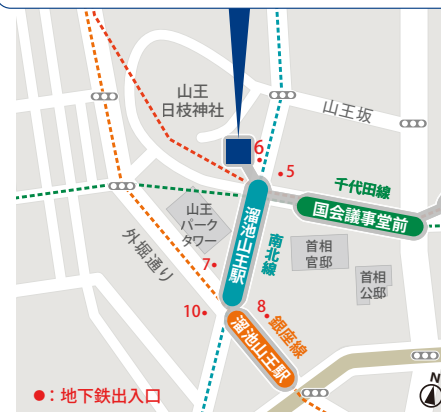 山王
日枝神社
山王坂
6
5
千代田線
国会議事堂前
山王
パーク
タワー
溜池山王駅
南北線
首相
官邸
外堀通り
7
首相
公邸
10
8
銀座線
溜池山王駅
●：地下鉄出入口
N